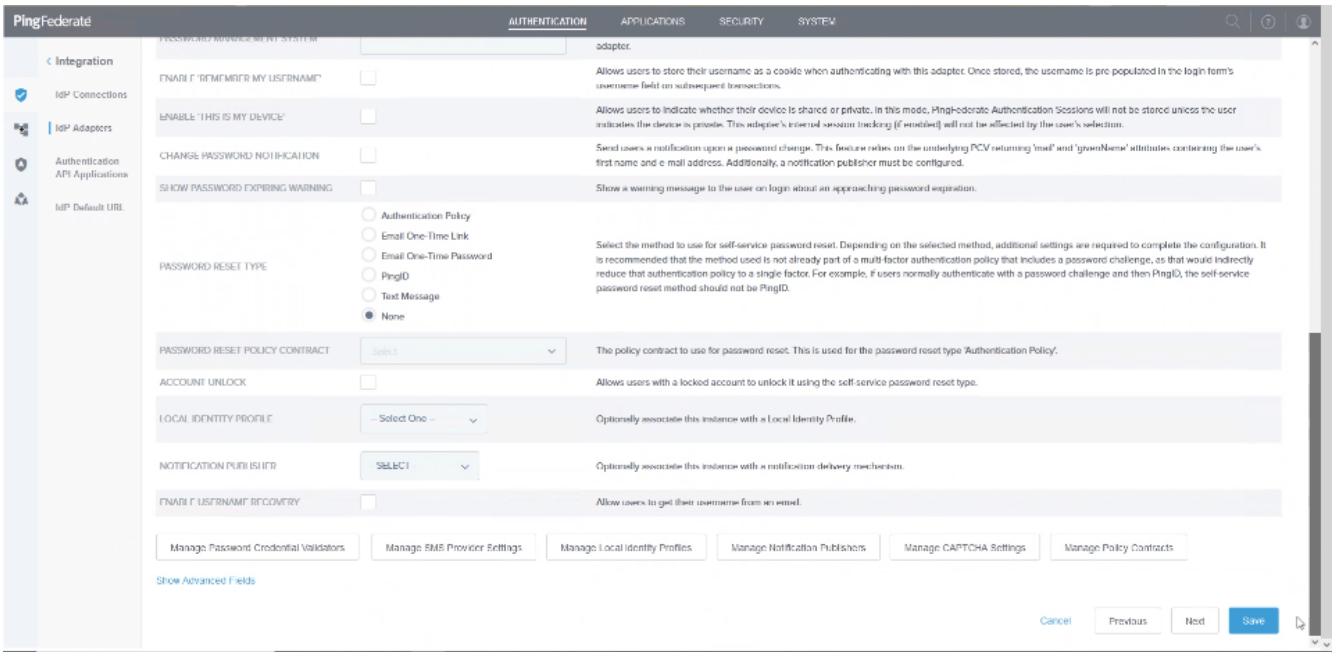 PingFederate
AUTHENTICATION
APPLICATIONS
SECURITY
SYSTEM
Integration
IdP Connections
IdP Adapters
Authentication
API Applications
IdP Default URL
PASSWORD MANAGEMENT SYSTEM
adapter.
ENABLE 'REMEMBER MY USERNAME'
Allows users to store their username as a cookie when authenticating with this adapter. Once stored, the username is pre-populated in the login form's
username field on subsequent transactions.
ENABLE 'THIS IS MY DEVICE'
Allows users to indicate whether their device is shared or private. In this mode, PingFederate Authentication Sessions will not be stored unless the user
indicates the device is private. This adapter's internal session tracking (if enabled) will not be affected by the user's selection.
CHANGE PASSWORD NOTIFICATION
Send users a notification upon a password change. This feature relies on the underlying PCV returning 'mail' and 'givenName' attributes containing the user's
first name and e-mail address. Additionally, a notification publisher must be configured.
SHOW PASSWORD EXPIRING WARNING
Show a warning message to the user on login about an approaching password expiration.
PASSWORD RESET TYPE
Authentication Policy
Email One-Time Link
Email One-Time Password
PingID
Text Message
None
Select the method to use for self-service password reset. Depending on the selected method, additional settings are required to complete the configuration. It
is recommended that the method used is not already part of a multi-factor authentication policy that includes a password challenge, as that would indirectly
reduce that authentication policy to a single factor. For example, if users normally authenticate with a password challenge and then PingID, the self-service
password reset method should not be PingID.
PASSWORD RESET POLICY CONTRACT
Select
The policy contract to use for password reset. This is used for the password reset type 'Authentication Policy'.
ACCOUNT UNLOCK
Allows users with a locked account to unlock it using the self-service password reset type.
LOCAL IDENTITY PROFILE
-- Select One --
Optionally associate this instance with a Local Identity Profile.
NOTIFICATION PUBLISHER
SELECT
Optionally associate this instance with a notification delivery mechanism.
ENABLE USERNAME RECOVERY
Allow users to get their username from an email.
Manage Password Credential Validators
Manage SMS Provider Settings
Manage Local Identity Profiles
Manage Notification Publishers
Manage CAPTCHA Settings
Manage Policy Contracts
Show Advanced Fields
Cancel
Previous
Next
Save